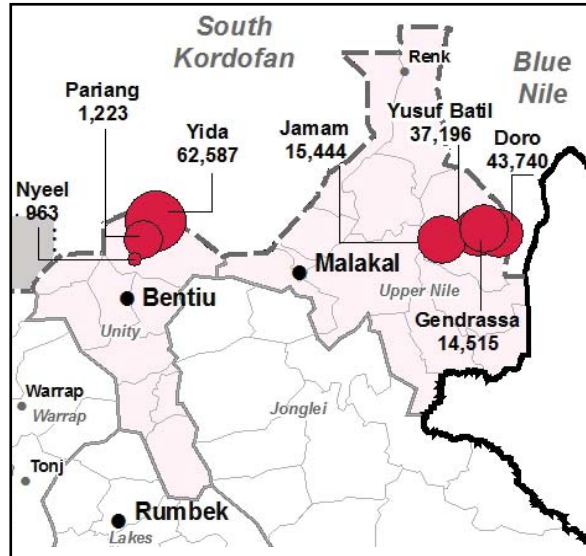 South
Kordofan
Renk
Blue
Nile
Pariang
1,223
Yida
62,587
Jamam
15,444
Yusuf Batil
37,196
Doro
43,740
Nyeel
963
Malakal
Bentiu
Upper Nile
Unity
Gendrassa
14,515
Warrap
Warrap
Jonglei
Tonj
Rumbek
Lakes